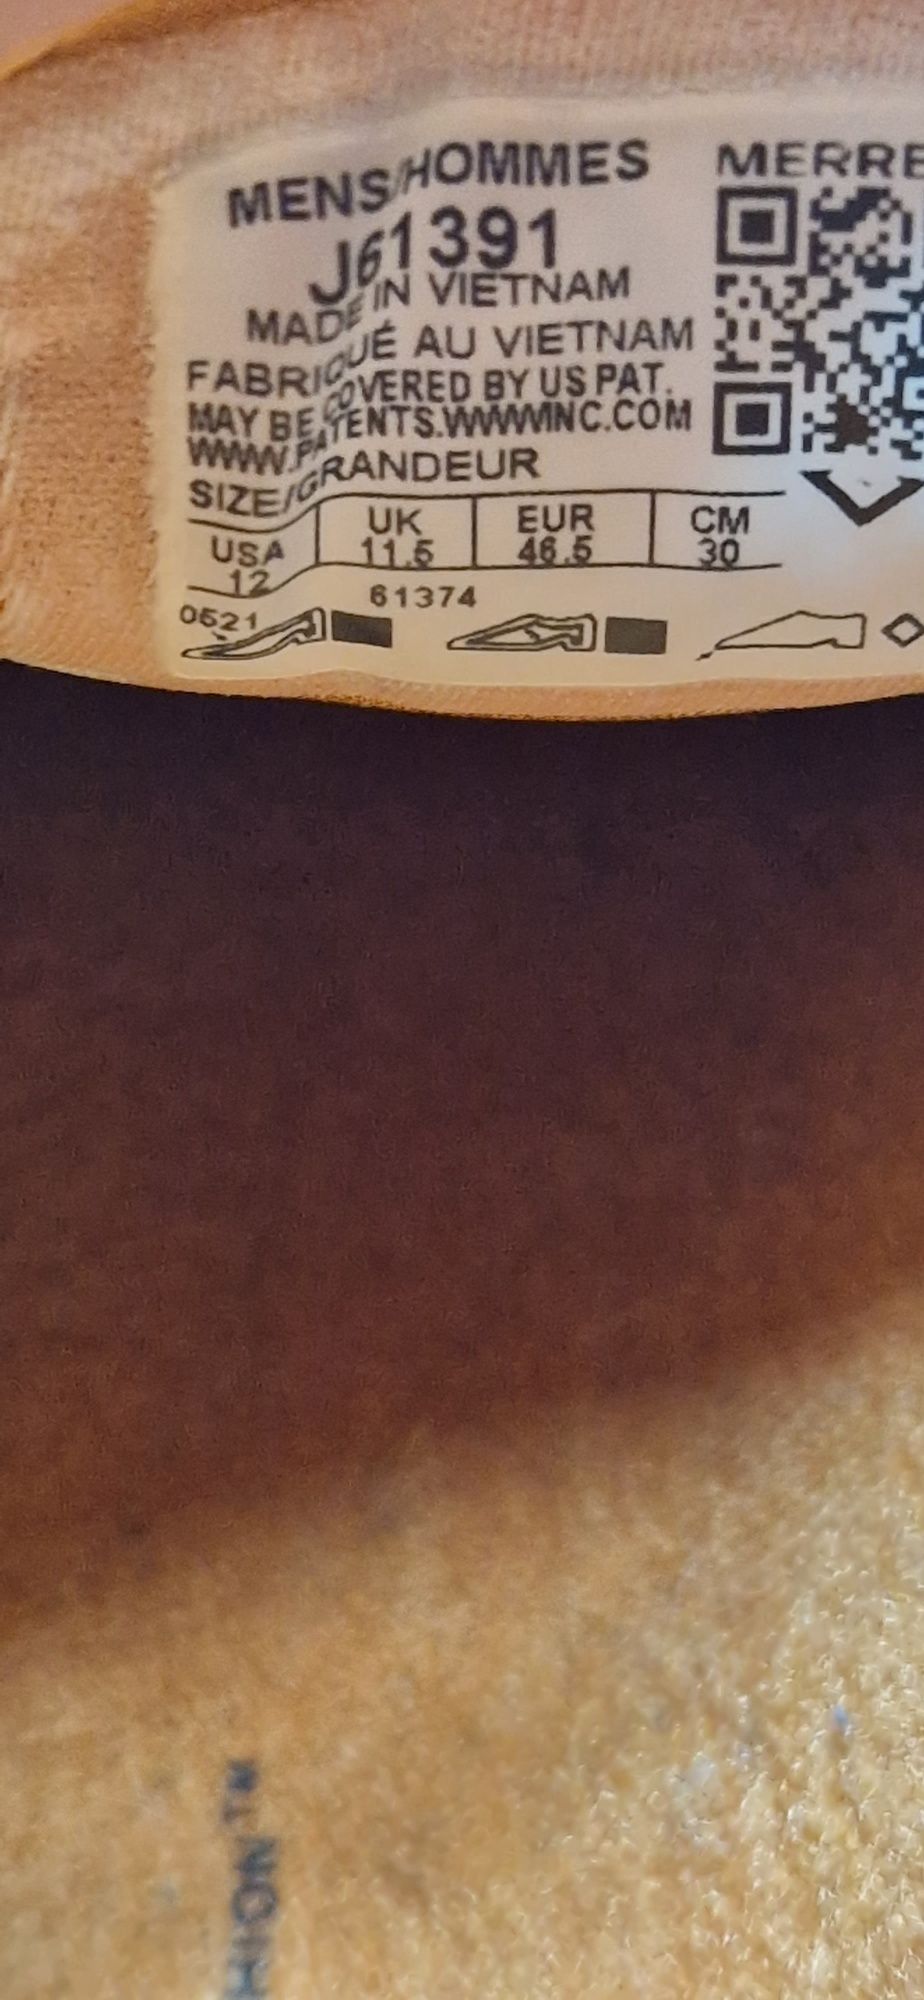 MENS/HOMMES
J61391
MADE IN VIETNAM
FABRIQUÉ AU VIETNAM
MAY BE COVERED BY US PAT.
WWW.PATENTS.WWWINC.COM
SIZE/GRANDEUR
USA UK EUR CM
12 11.5 46.5 30
0521 61374
MERRE
HION™